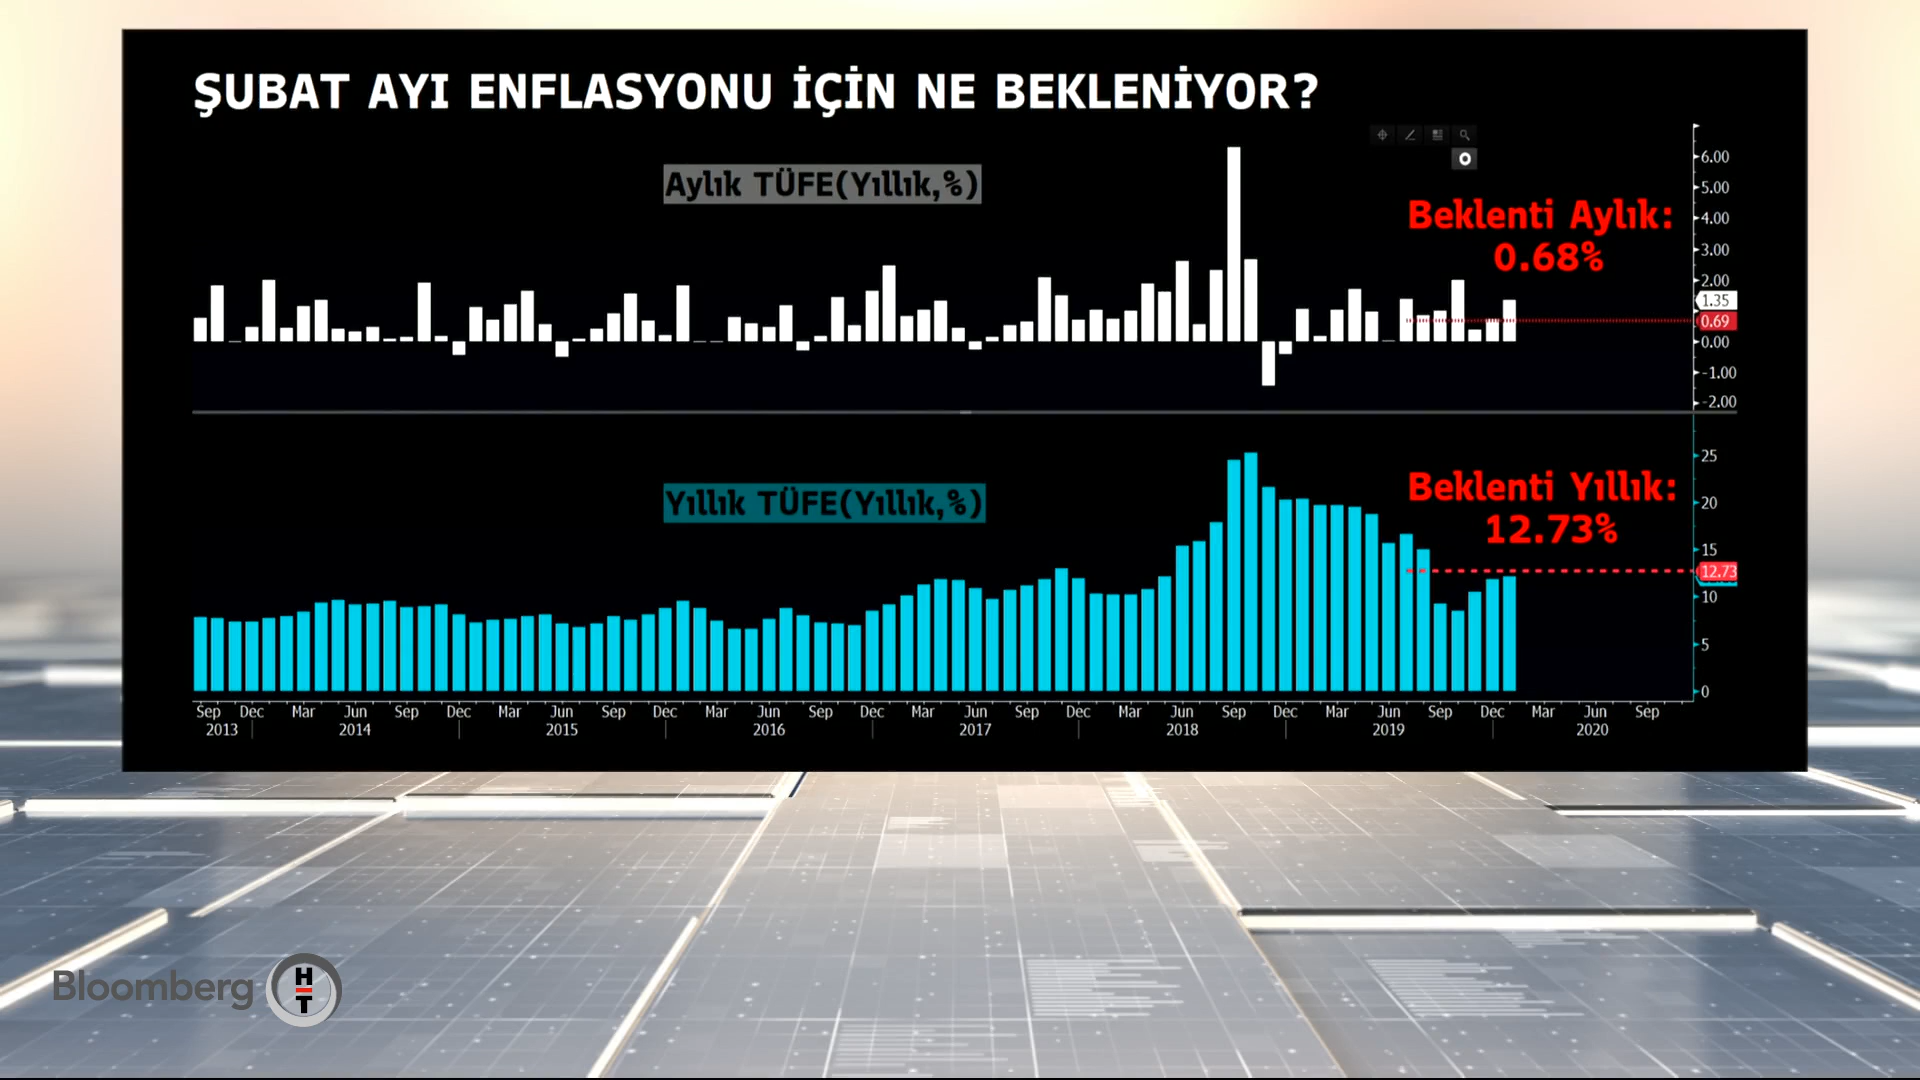 ŞUBAT AYI ENFLASYONU İÇİN NE BEKLENİYOR?
Aylık TÜFE(Yıllık,%)
Beklenti Aylık:
0.68%
6.00
5.00
4.00
3.00
2.00
1.35
0.69
0.00
-1.00
-2.00
Yıllık TÜFE(Yıllık,%)
Beklenti Yıllık:
12.73%
25
20
15
12.73
10
5
0
Sep Dec Mar Jun Sep Dec Mar Jun Sep Dec Mar Jun Sep Dec Mar Jun Sep Dec Mar Jun Sep Dec Mar Jun Sep Dec Mar Jun Sep
2013 2014 2015 2016 2017 2018 2019 2020
Bloomberg HT